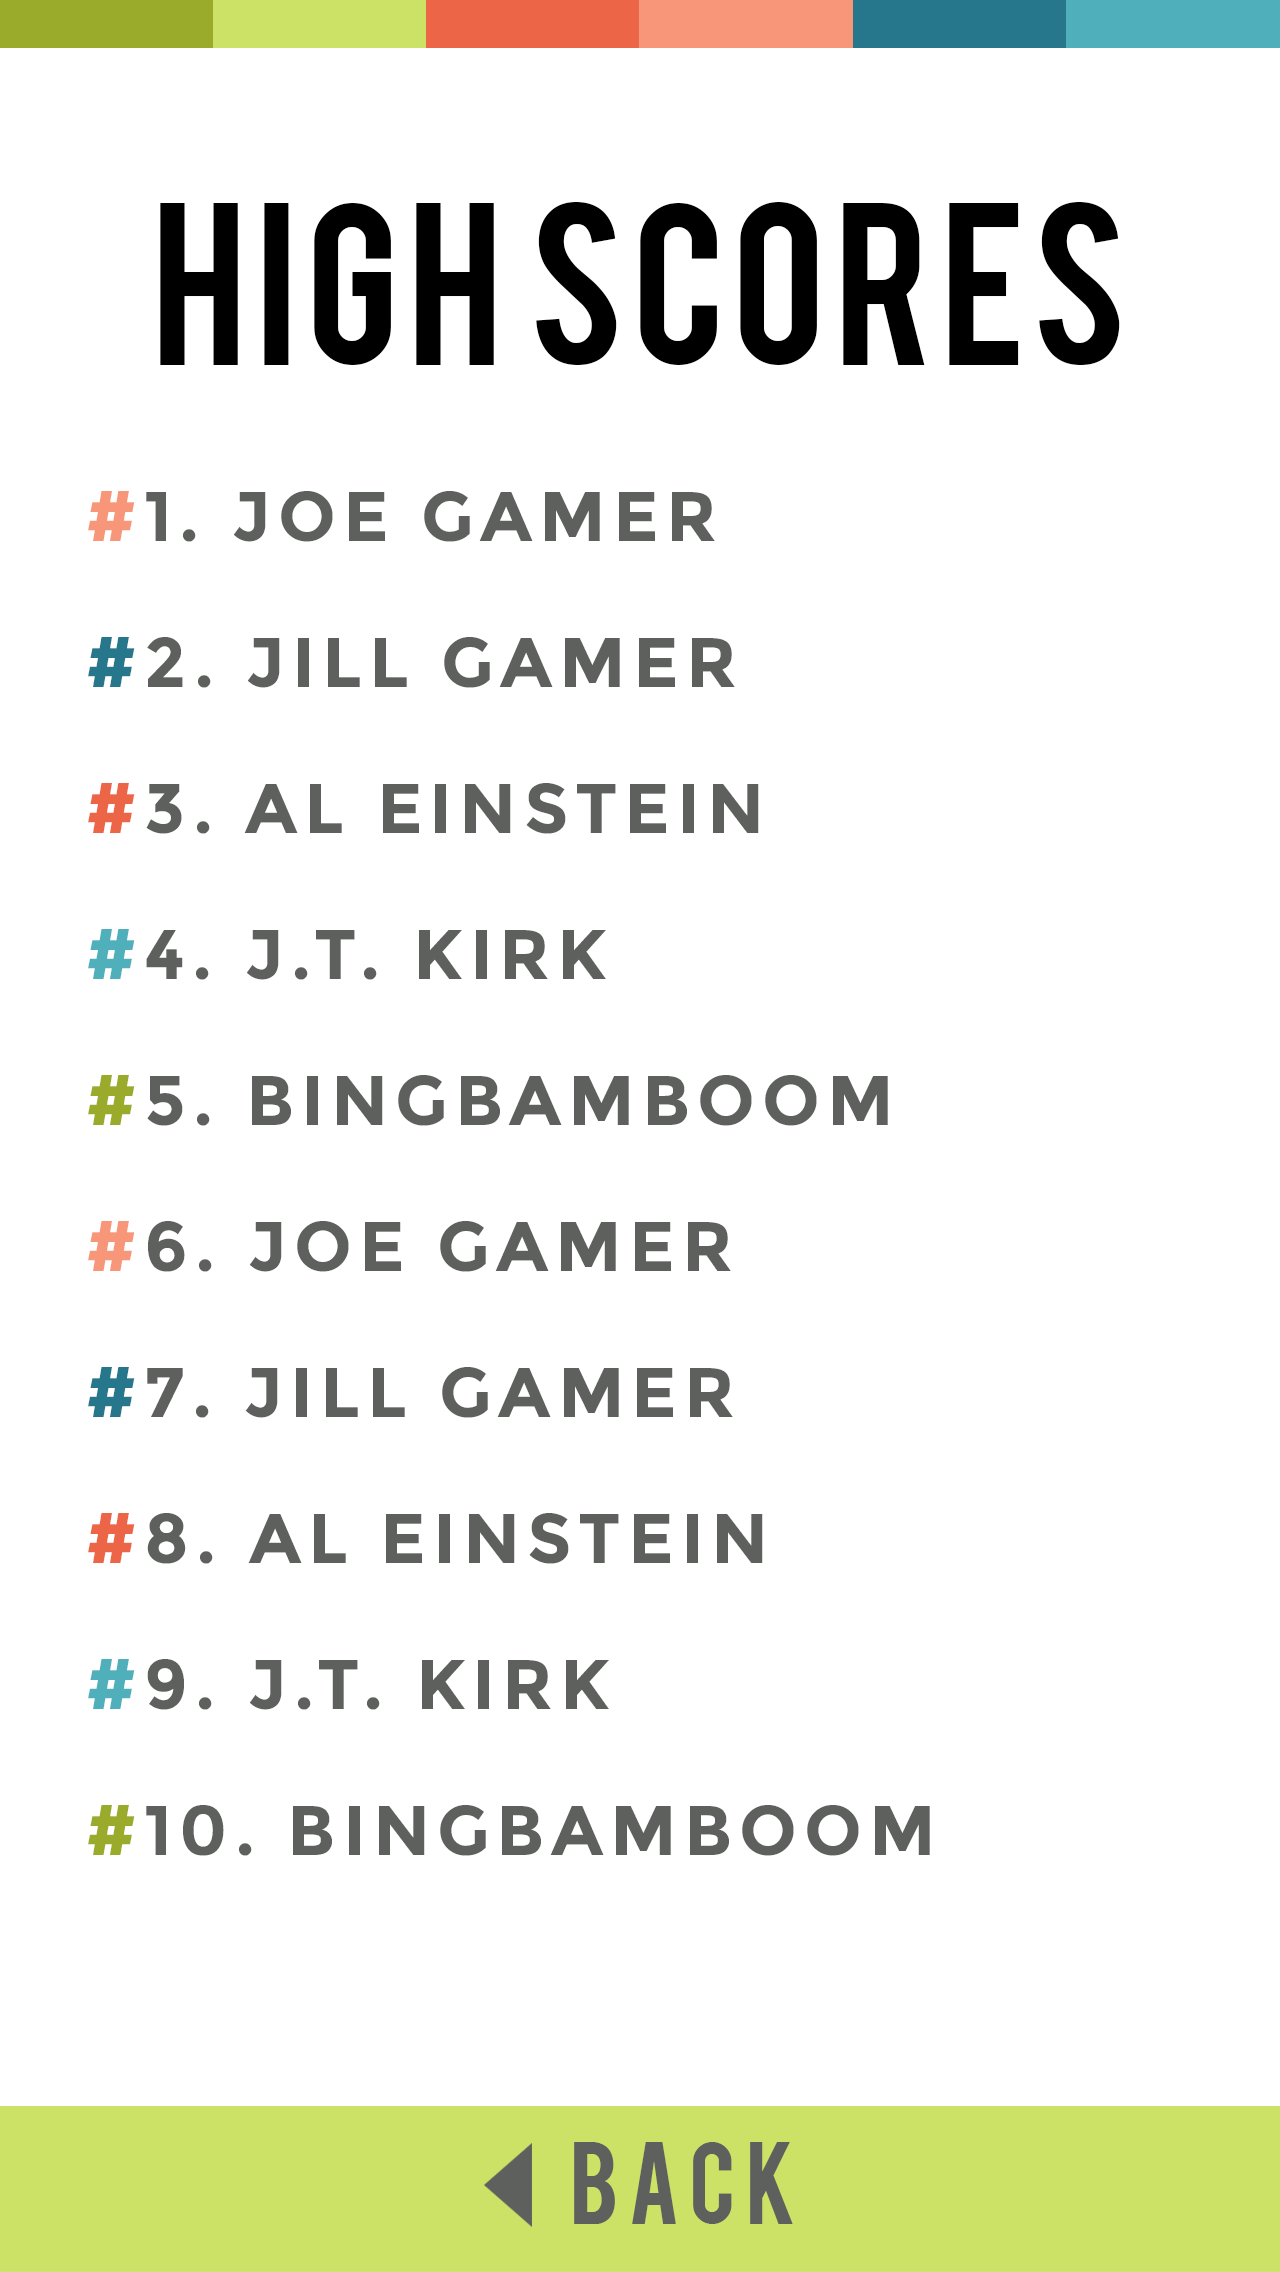 HIGH SCORES
#1. JOE GAMER
#2. JILL GAMER
#3. AL EINSTEIN
#4. J.T. KIRK
#5. BINGBAMBOOM
#6. JOE GAMER
#7. JILL GAMER
#8. AL EINSTEIN
#9. J.T. KIRK
#10. BINGBAMBOOM
BACK